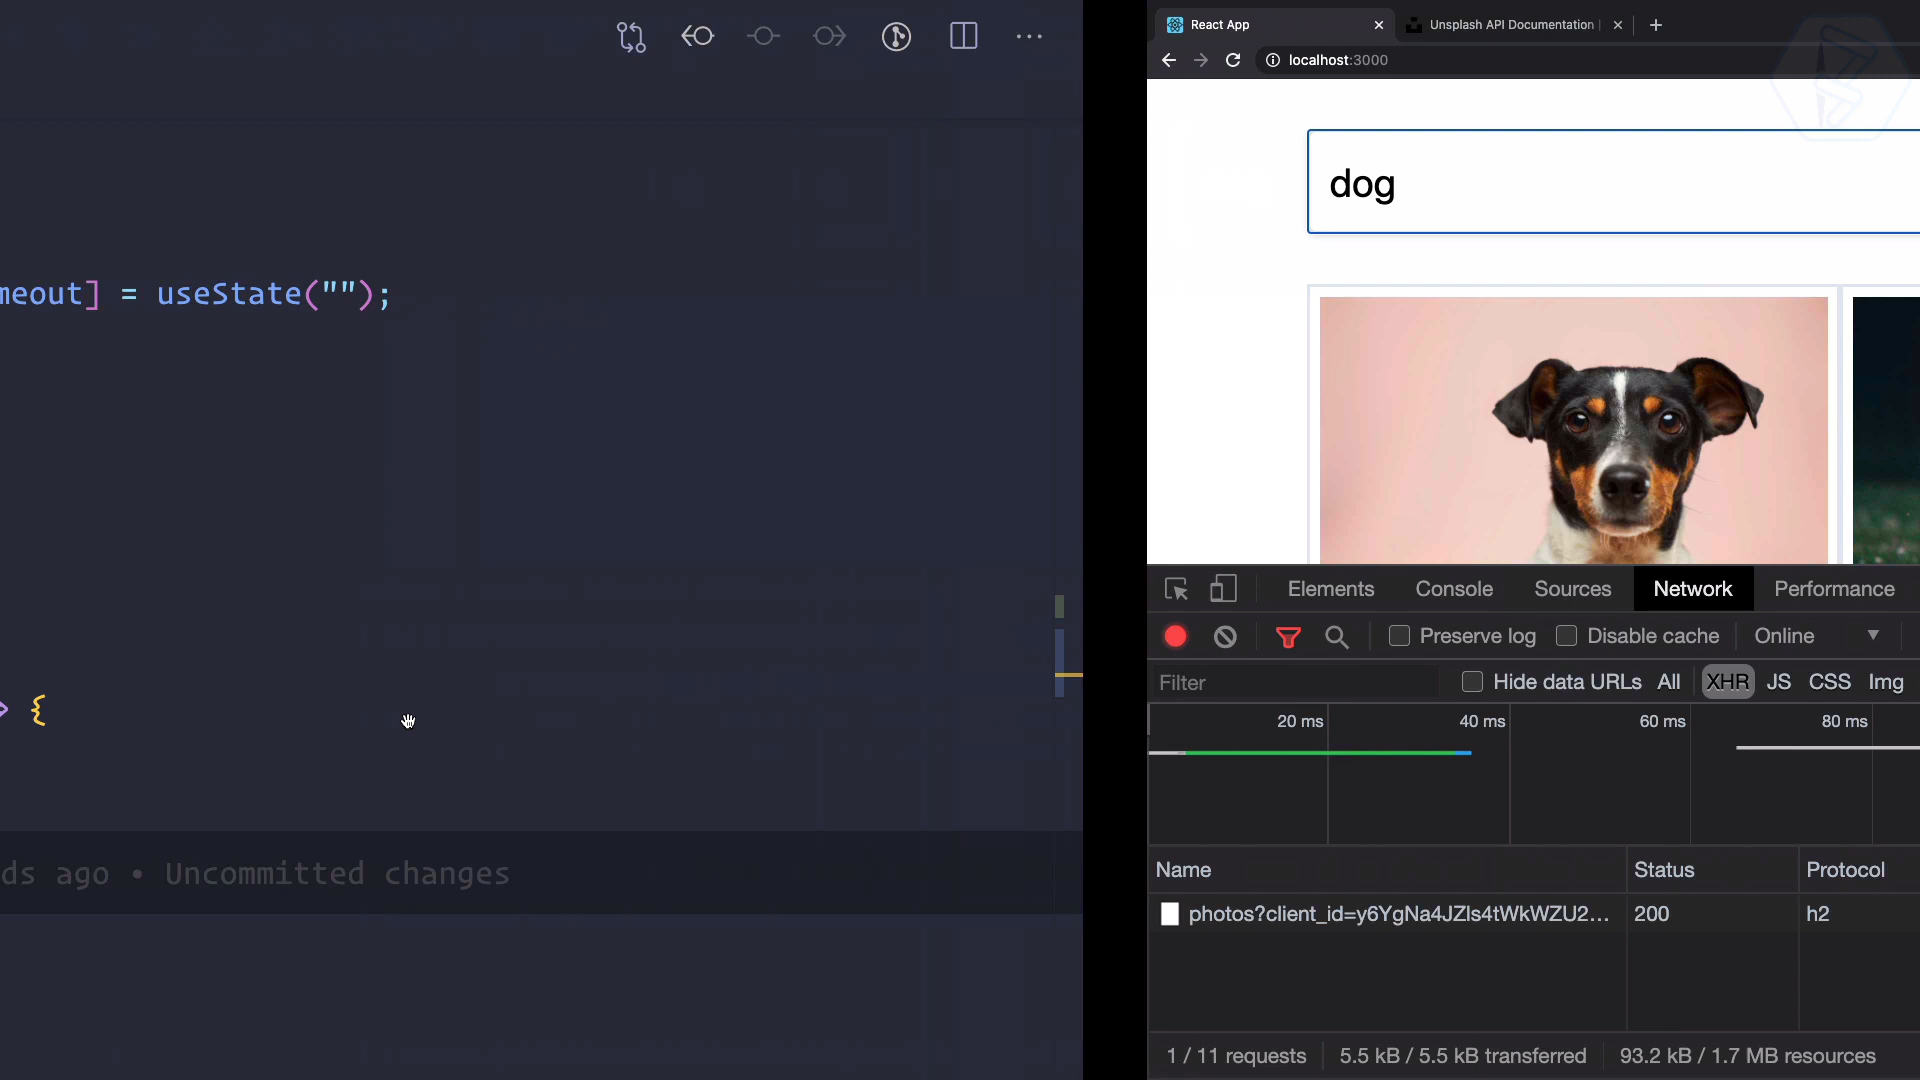 meout] = useState("");
> {
ds ago • Uncommitted changes
React App
Unsplash API Documentation
localhost:3000
dog
Elements Console Sources Network Performance
Preserve log Disable cache Online
Filter Hide data URLs All XHR JS CSS Img
20 ms 40 ms 60 ms 80 ms
Name Status Protocol
photos?client_id=y6YgNa4JZIs4tWkWZU2... 200 h2
1 / 11 requests 5.5 kB / 5.5 kB transferred 93.2 kB / 1.7 MB resources